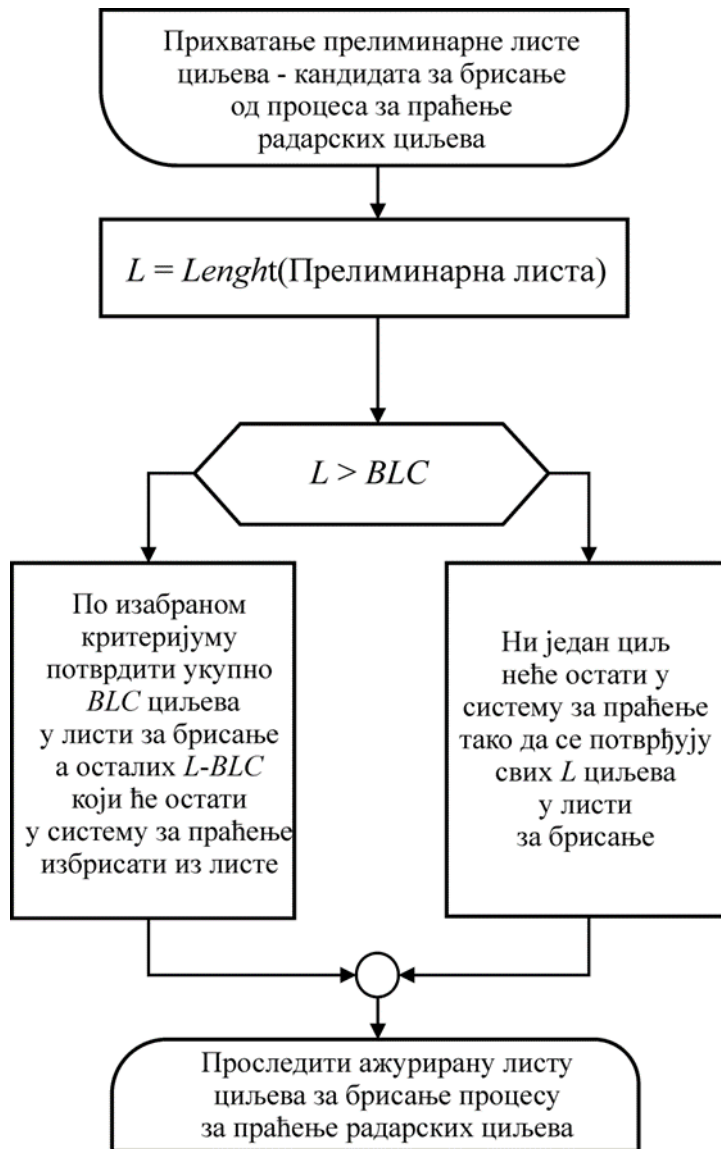 Прихватање прелиминарне листе
циљева - кандидата за брисање
од процеса за праћење
радарских циљева
L = Lenght(Прелиминарна листа)
L > BLC
По изабраном
критеријуму
потврдити укупно
BLC циљева
у листи за брисање
а осталих L-BLC
који ће остати
у систему за праћење
избрисати из листе
Ни један циљ
неће остати у
систему за праћење
тако да се потврђују
свих L циљева
у листи
за брисање
Проследити ажурирану листу
циљева за брисање процесу
за праћење радарских циљева